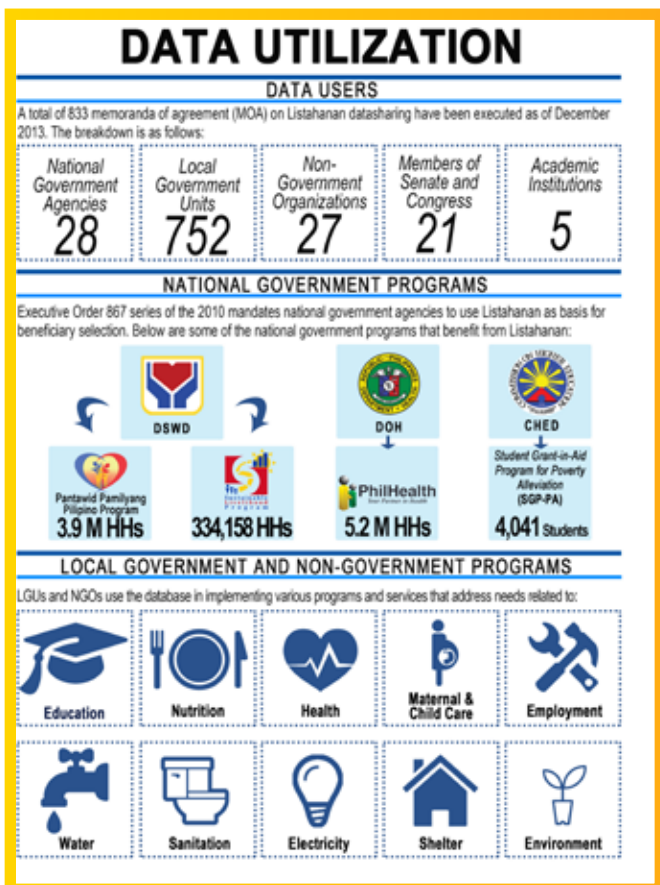 DATA UTILIZATION
DATA USERS
A total of 833 memoranda of agreement (MOA) on Listahanan datasharing have been executed as of December
2013. The breakdown is as follows:
National
Government
Agencies
28
Local
Government
Units
752
Non-
Government
Organizations
27
Members of
Senate and
Congress
21
Academic
Institutions
5
NATIONAL GOVERNMENT PROGRAMS
Executive Order 867 series of the 2010 mandates national government agencies to use Listahanan as basis for
beneficiary selection. Below are some of the national government programs that benefit from Listahanan:
DSWD
DOH
CHED
Pantawid Pamilyang
Pilipino Program
3.9 M HHs
Sustainable
Livelihood
Program
334,158 HHs
PhilHealth
Your Partner in Health
5.2 M HHs
Student Grant-in-Aid
Program for Poverty
Alleviation
(SGP-PA)
4,041 Students
LOCAL GOVERNMENT AND NON-GOVERNMENT PROGRAMS
LGUs and NGOs use the database in implementing various programs and services that address needs related to:
Education
Nutrition
Health
Maternal &
Child Care
Employment
Water
Sanitation
Electricity
Shelter
Environment